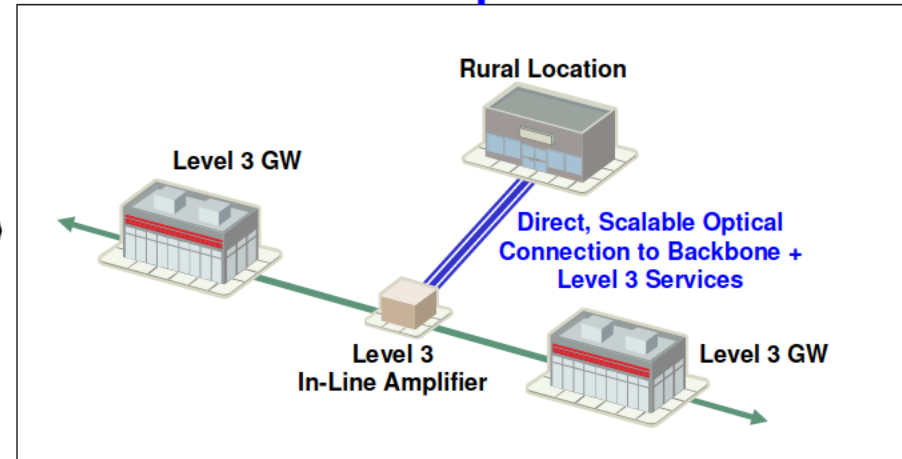 Rural Location
Level 3 GW
Direct, Scalable Optical
Connection to Backbone +
Level 3 Services
Level 3
In-Line Amplifier
Level 3 GW